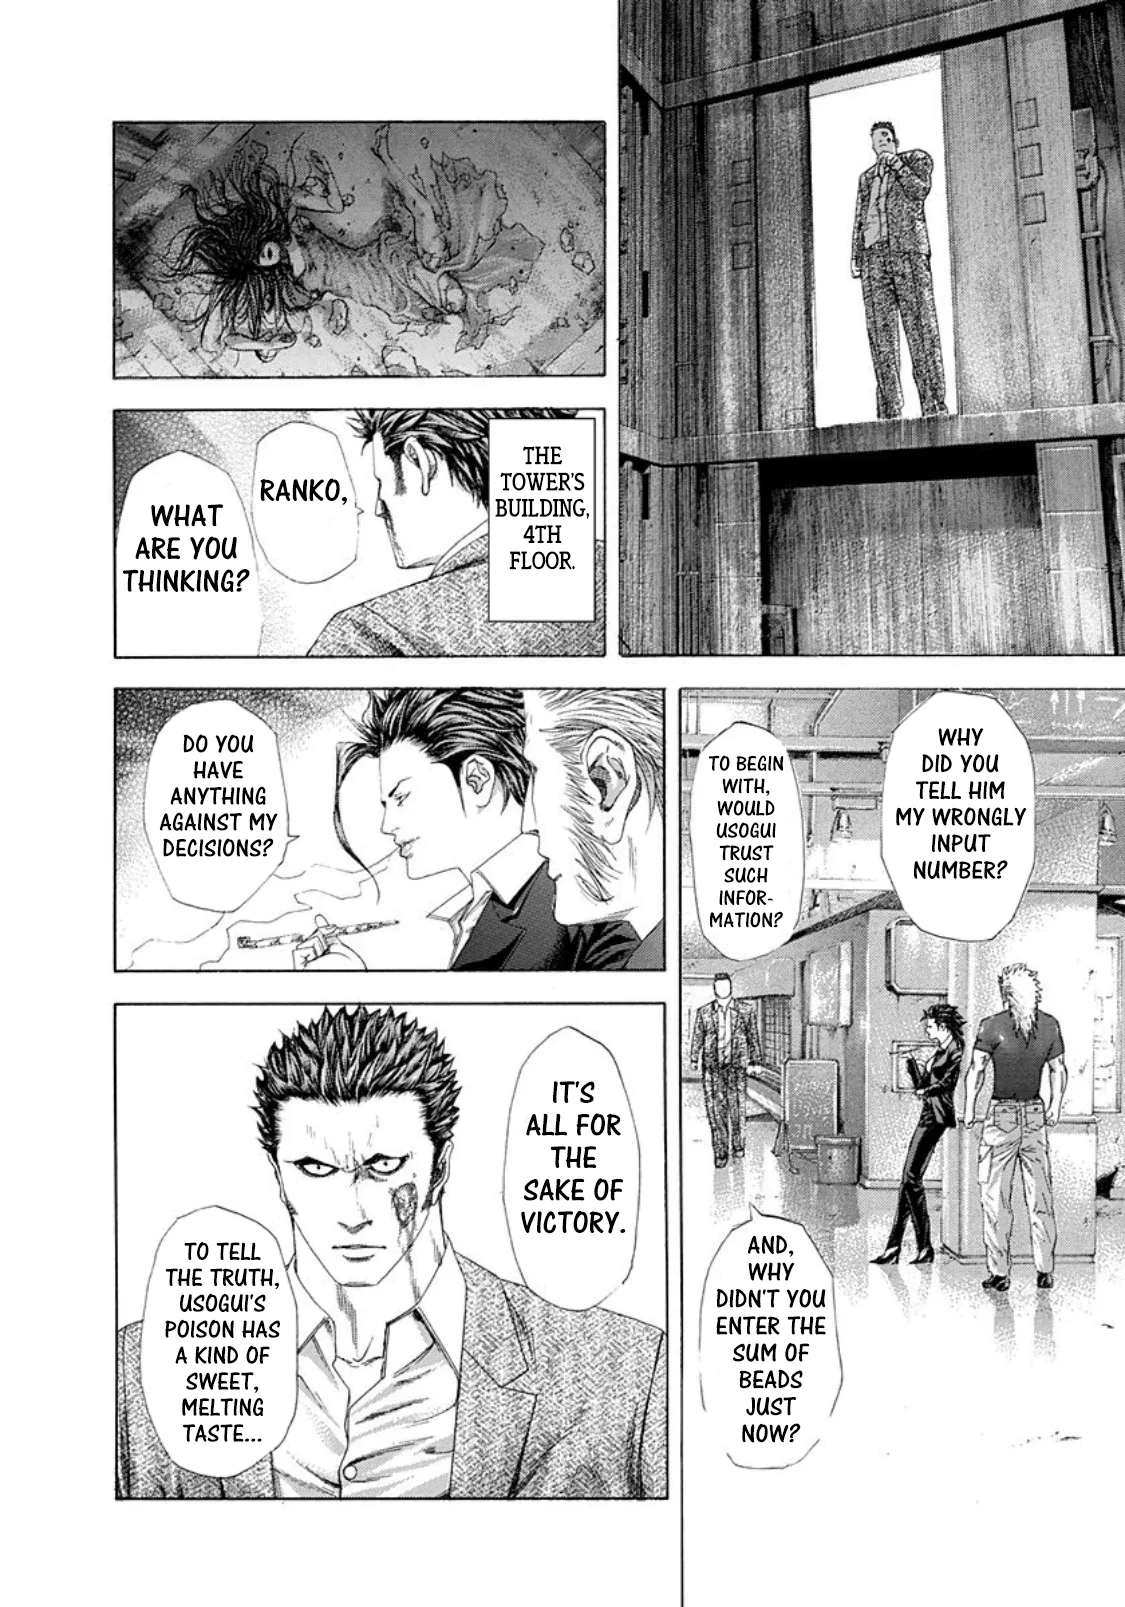 THE
TOWER'S
BUILDING,
4TH
FLOOR.
RANKO,
WHAT
ARE YOU
THINKING?
WHY
DID YOU
TELL HIM
MY WRONGLY
INPUT
NUMBER?
TO BEGIN
WITH,
WOULD
USOGUI
TRUST
SUCH
INFOR-
MATION?
AND,
WHY
DIDN'T YOU
ENTER THE
SUM OF
BEADS
JUST
NOW?
DO YOU
HAVE
ANYTHING
AGAINST MY
DECISIONS?
IT'S
ALL FOR
THE
SAKE OF
VICTORY.
TO TELL
THE TRUTH,
USOGUI'S
POISON HAS
A KIND OF
SWEET,
MELTING
TASTE...